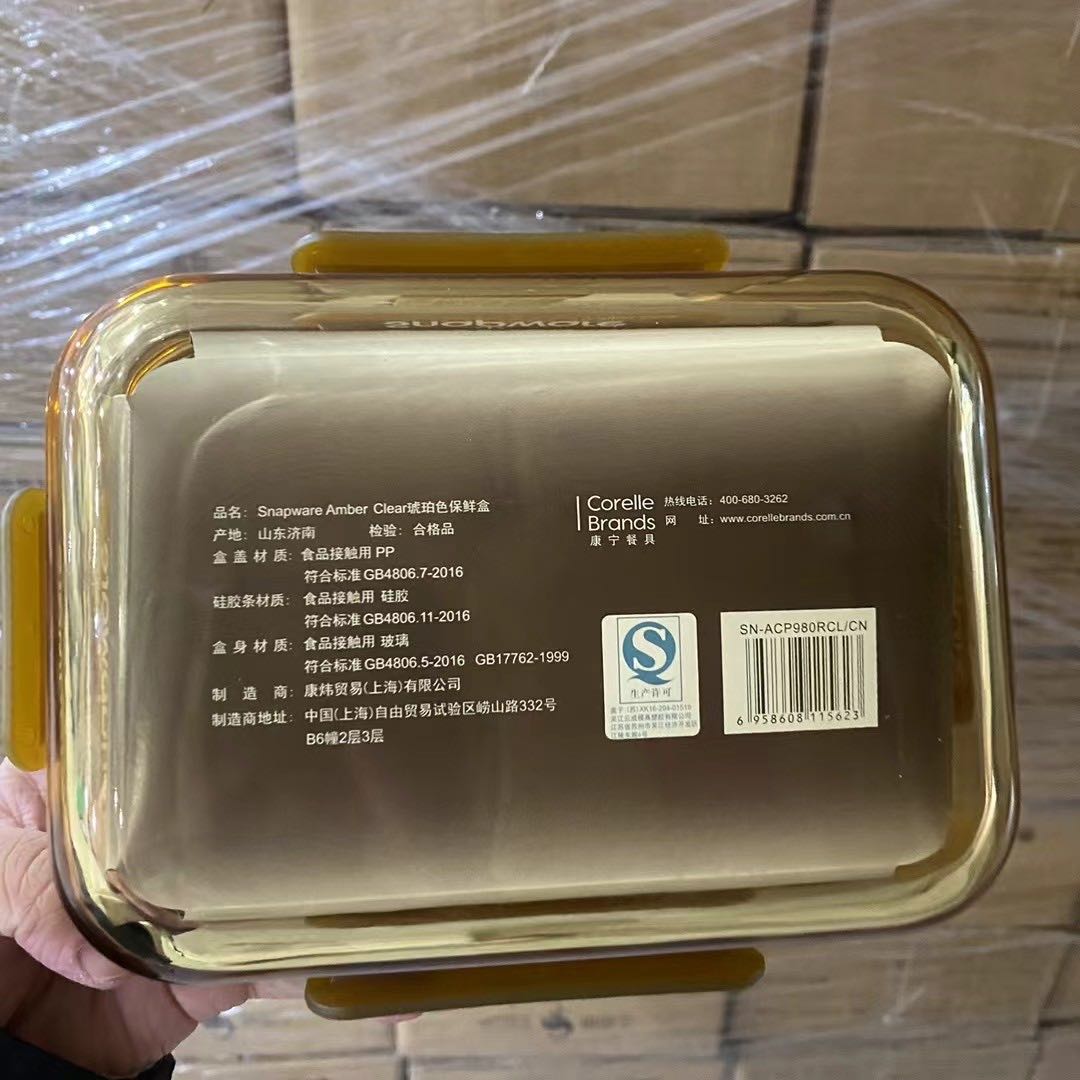 品名: Snapware Amber Clear琥珀色保鲜盒
产地: 山东济南 检验: 合格品
盒盖材质: 食品接触用 PP
符合标准 GB4806.7-2016
硅胶条材质: 食品接触用 硅胶
符合标准 GB4806.11-2016
盒身材质: 食品接触用 玻璃
符合标准 GB4806.5-2016 GB17762-1999
制造商: 康炜贸易(上海)有限公司
制造商地址: 中国(上海)自由贸易试验区崂山路332号
B6幢2层3层
Corelle Brands
康宁餐具
热线电话: 400-680-3262
网址: www.corellebrands.com.cn
生产许可
SN-ACP980RCL/CN
6 958608 115623